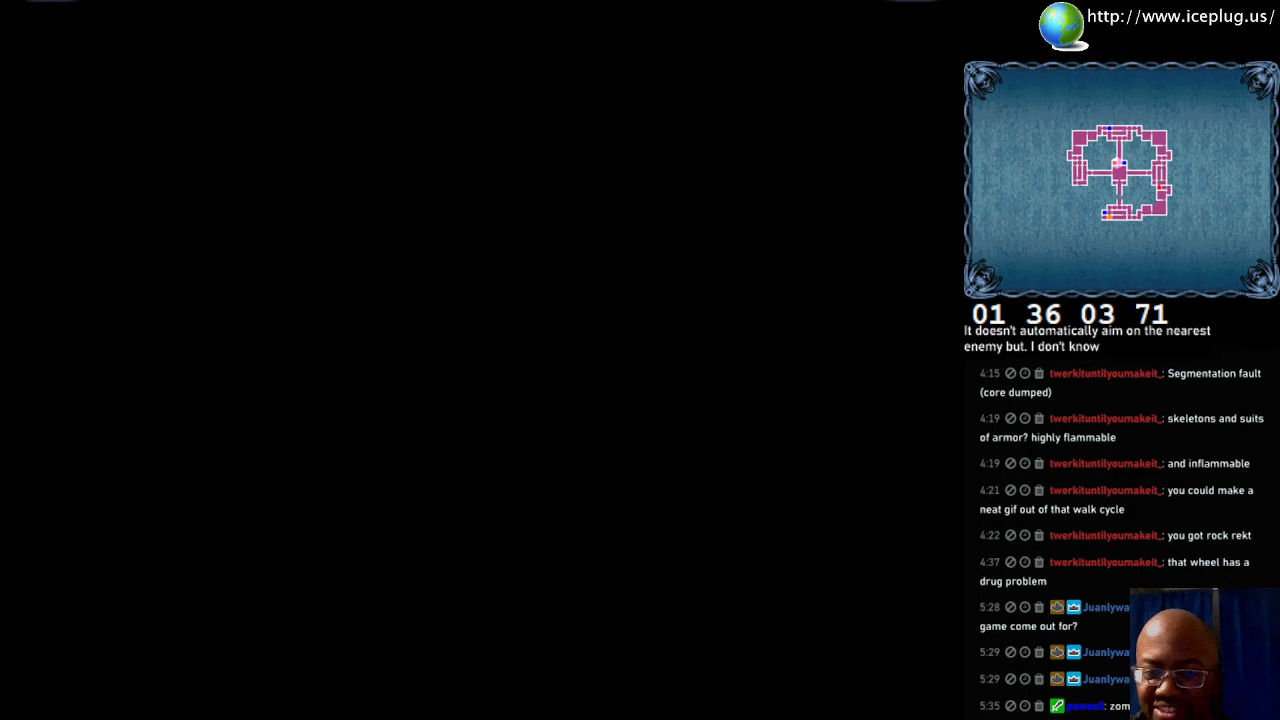 http://www.iceplug.us/
01 36 03 71
It doesn't automatically aim on the nearest
enemy but. I don't know
4:15 twerkituntilyoumakeit_: Segmentation fault
(core dumped)
4:19 twerkituntilyoumakeit_: skeletons and suits
of armor? highly flammable
4:19 twerkituntilyoumakeit_: and inflammable
4:21 twerkituntilyoumakeit_: you could make a
neat gif out of that walk cycle
4:22 twerkituntilyoumakeit_: you got rock rekt
4:37 twerkituntilyoumakeit_: that wheel has a
drug problem
5:28 Juanlywa
game come out for?
5:29 Juanlywa
5:29 Juanlywa
5:35 : zom